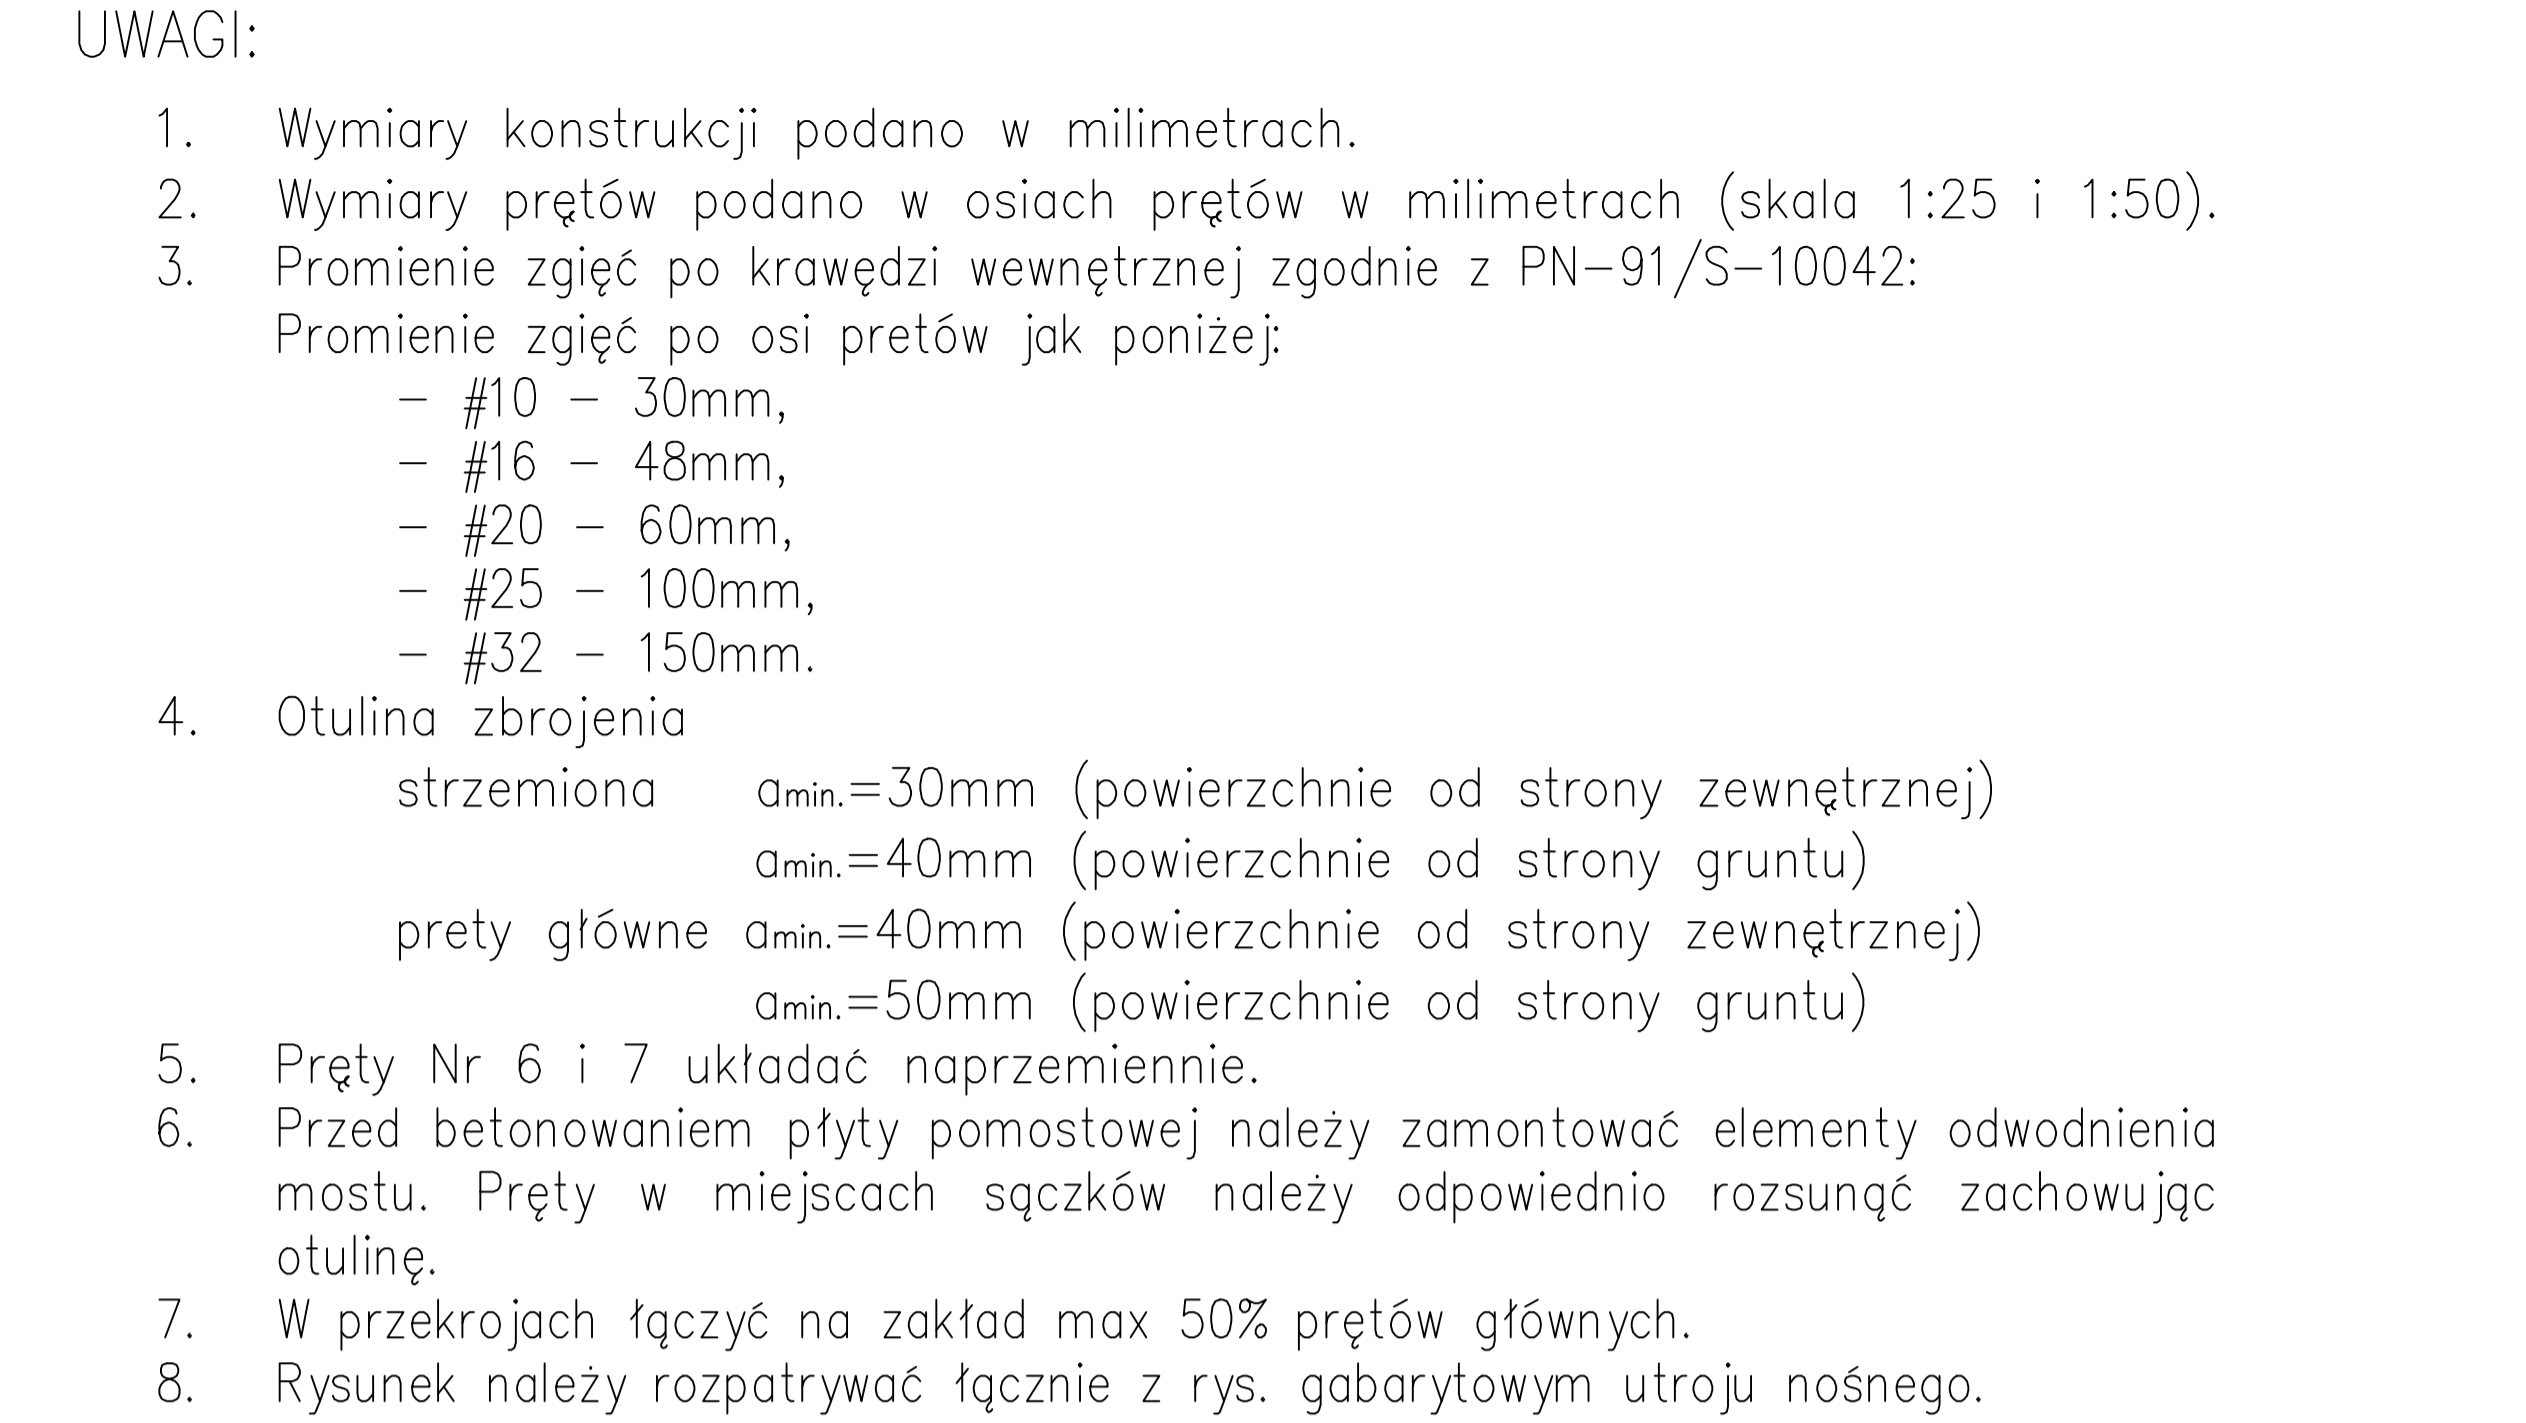 UWAGI:
1. Wymiary konstrukcji podano w milimetrach.
2. Wymiary prętów podano w osiach prętów w milimetrach (skala 1:25 i 1:50).
3. Promienie zgięć po krawędzi wewnętrznej zgodnie z PN-91/S-10042:
Promienie zgięć po osi pretów jak poniżej:
- #10 - 30mm,
- #16 - 48mm,
- #20 - 60mm,
- #25 - 100mm,
- #32 - 150mm.
4. Otulina zbrojenia
strzemiona amin.=30mm (powierzchnie od strony zewnętrznej)
amin.=40mm (powierzchnie od strony gruntu)
prety główne amin.=40mm (powierzchnie od strony zewnętrznej)
amin.=50mm (powierzchnie od strony gruntu)
5. Pręty Nr 6 i 7 układać naprzemiennie.
6. Przed betonowaniem płyty pomostowej należy zamontować elementy odwodnienia
mostu. Pręty w miejscach sączków należy odpowiednio rozsunąć zachowując
otulinę.
7. W przekrojach łączyć na zakład max 50% prętów głównych.
8. Rysunek należy rozpatrywać łącznie z rys. gabarytowym utroju nośnego.